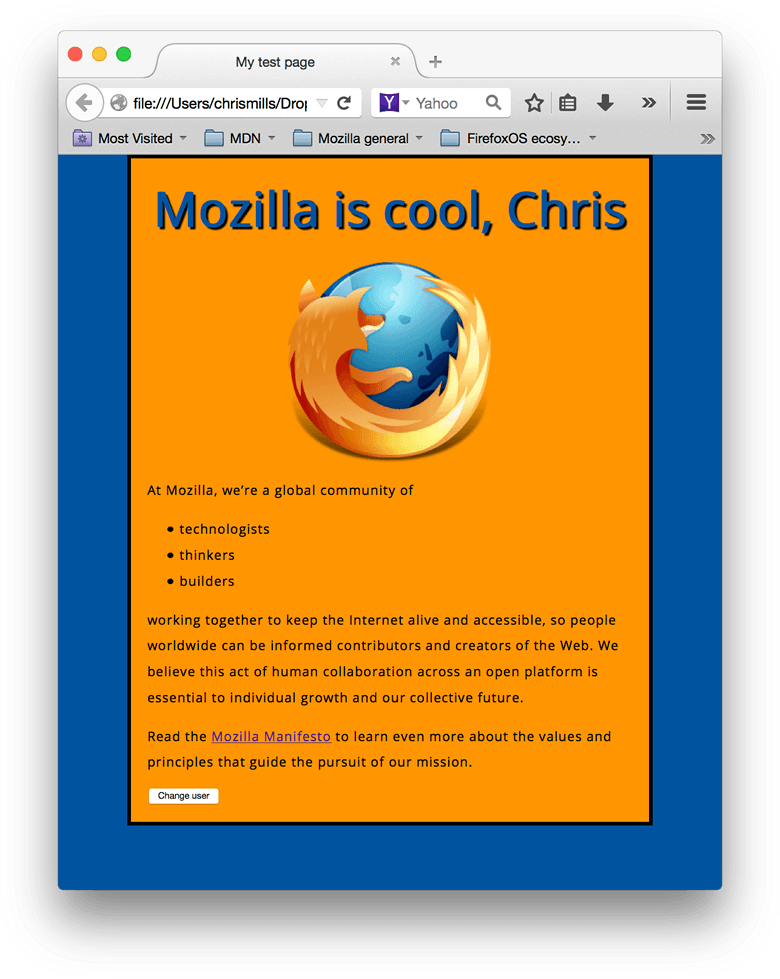 My test page
file:///Users/chrismills/Dro
Yahoo
Most Visited MDN Mozilla general FirefoxOS ecosy…
Mozilla is cool, Chris
At Mozilla, we’re a global community of
• technologists
• thinkers
• builders
working together to keep the Internet alive and accessible, so people
worldwide can be informed contributors and creators of the Web. We
believe this act of human collaboration across an open platform is
essential to individual growth and our collective future.
Read the Mozilla Manifesto to learn even more about the values and
principles that guide the pursuit of our mission.
Change user